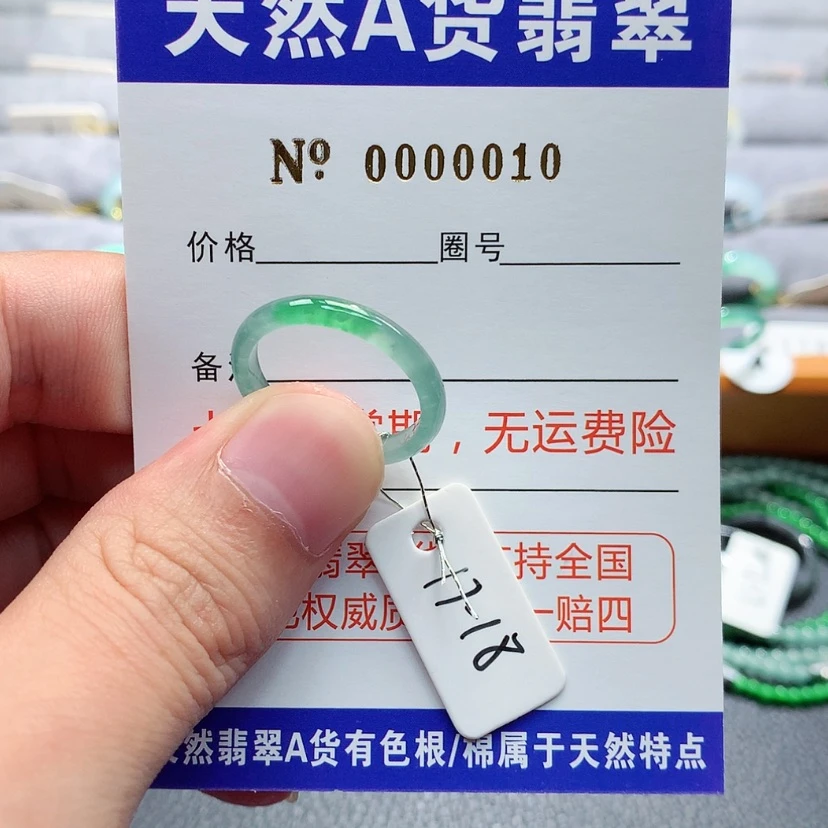 天然A货翡翠
Nº 0000010
价格 圈号
备
期，无运费险
翡翠 持全国
权威质 一赔四
1718
然翡翠A货有色根/棉属于天然特点